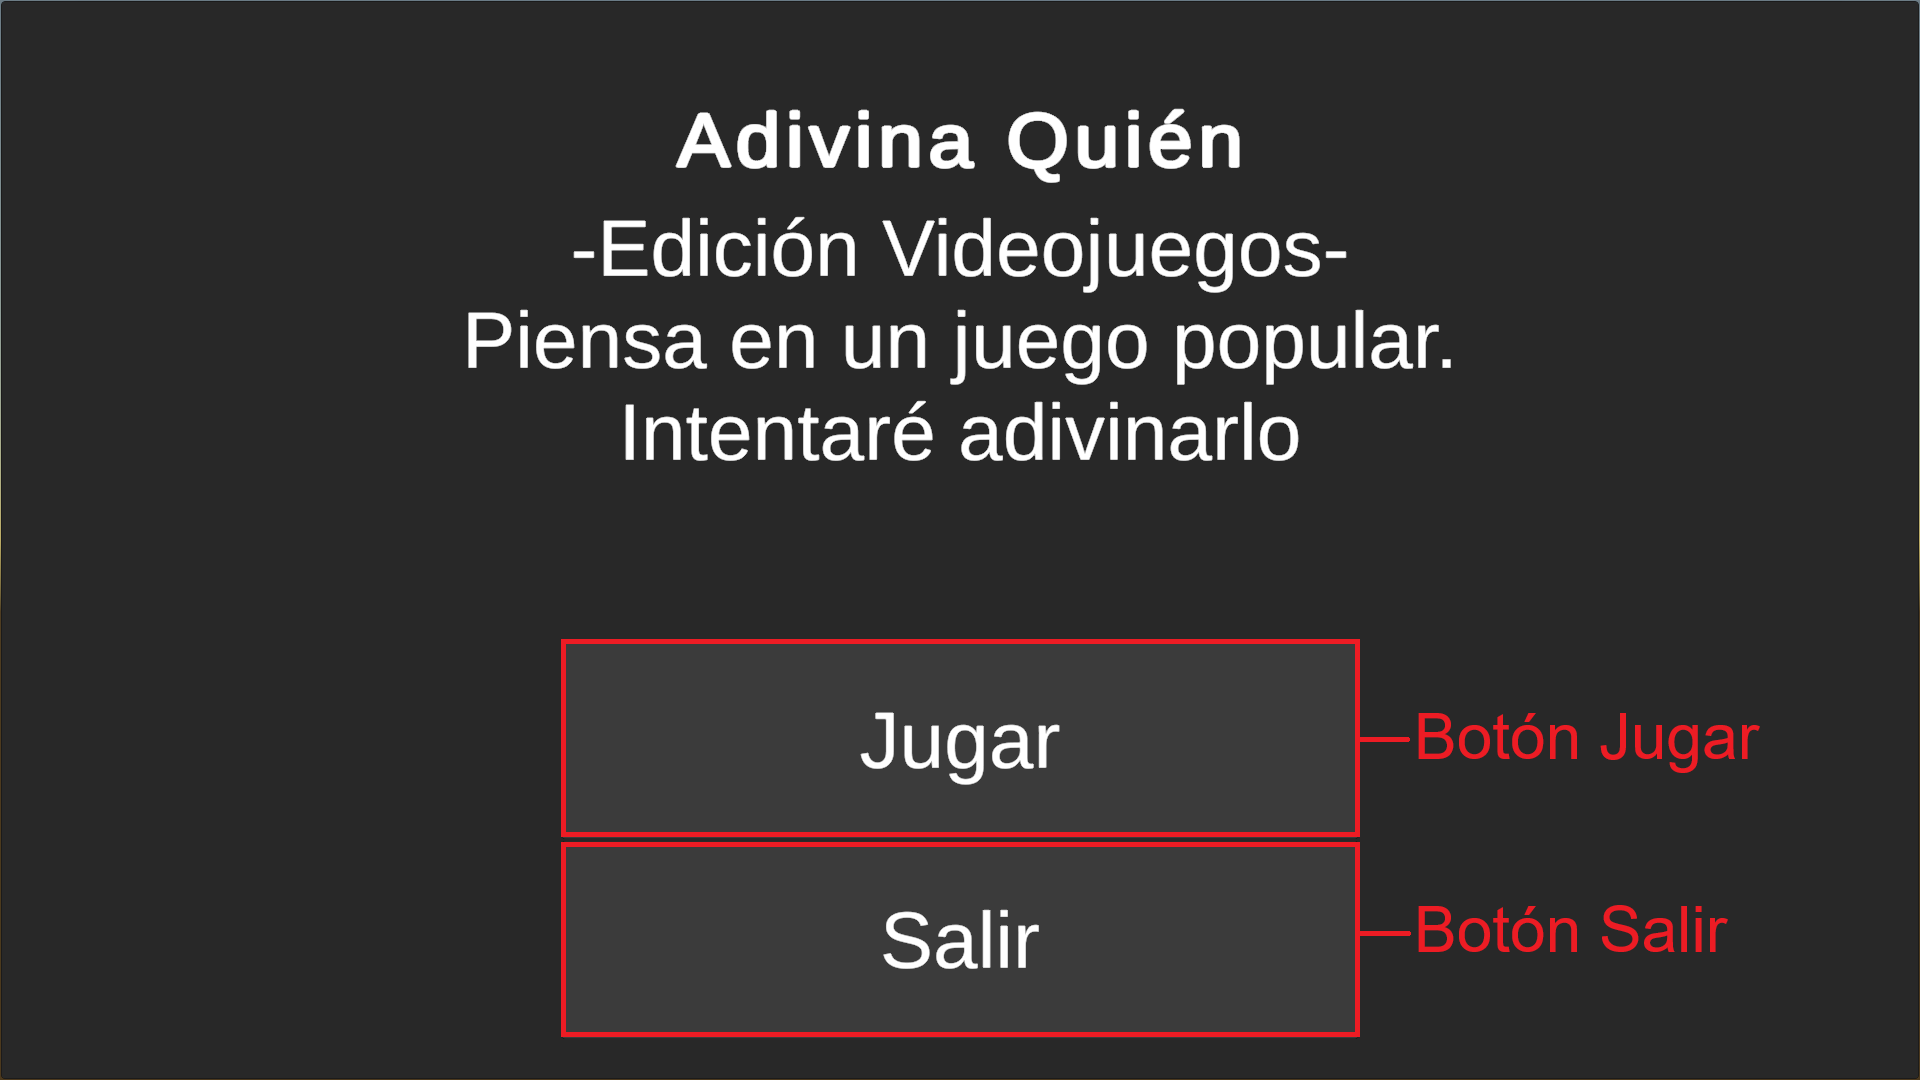 Adivina Quién
-Edición Videojuegos-
Piensa en un juego popular.
Intentaré adivinarlo
Jugar
Botón Jugar
Salir
Botón Salir